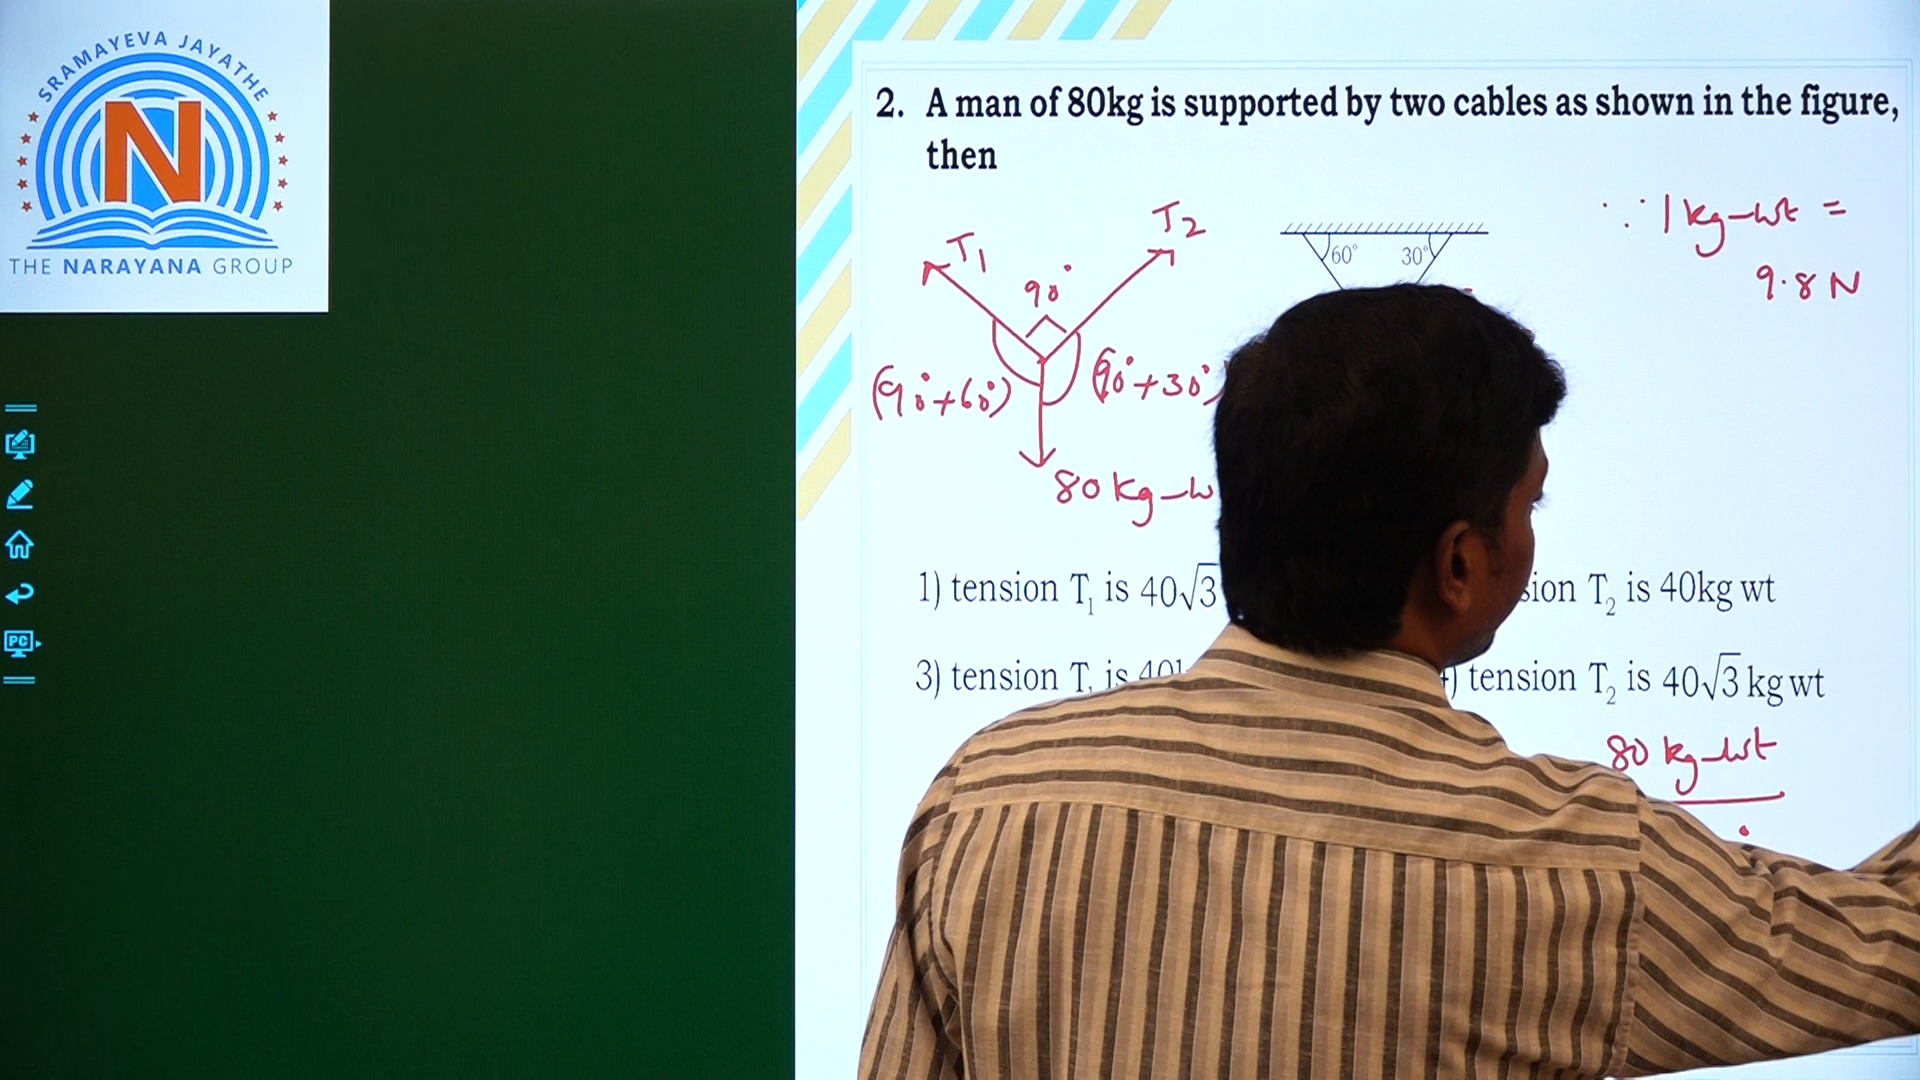 SRAMAYEVA JAYATHE
N
THE NARAYANA GROUP
PC
2. A man of 80kg is supported by two cables as shown in the figure,
then
T1
T2
90°
(90°+60°)
(90°+30°)
80 kg-w
60° 30°
∵ 1 kg-wt =
9.8 N
1) tension T₁ is 40√3
T₂ is 40kg wt
3) tension T₁ is
tension T₂ is 40√3 kg wt
80 kg-wt